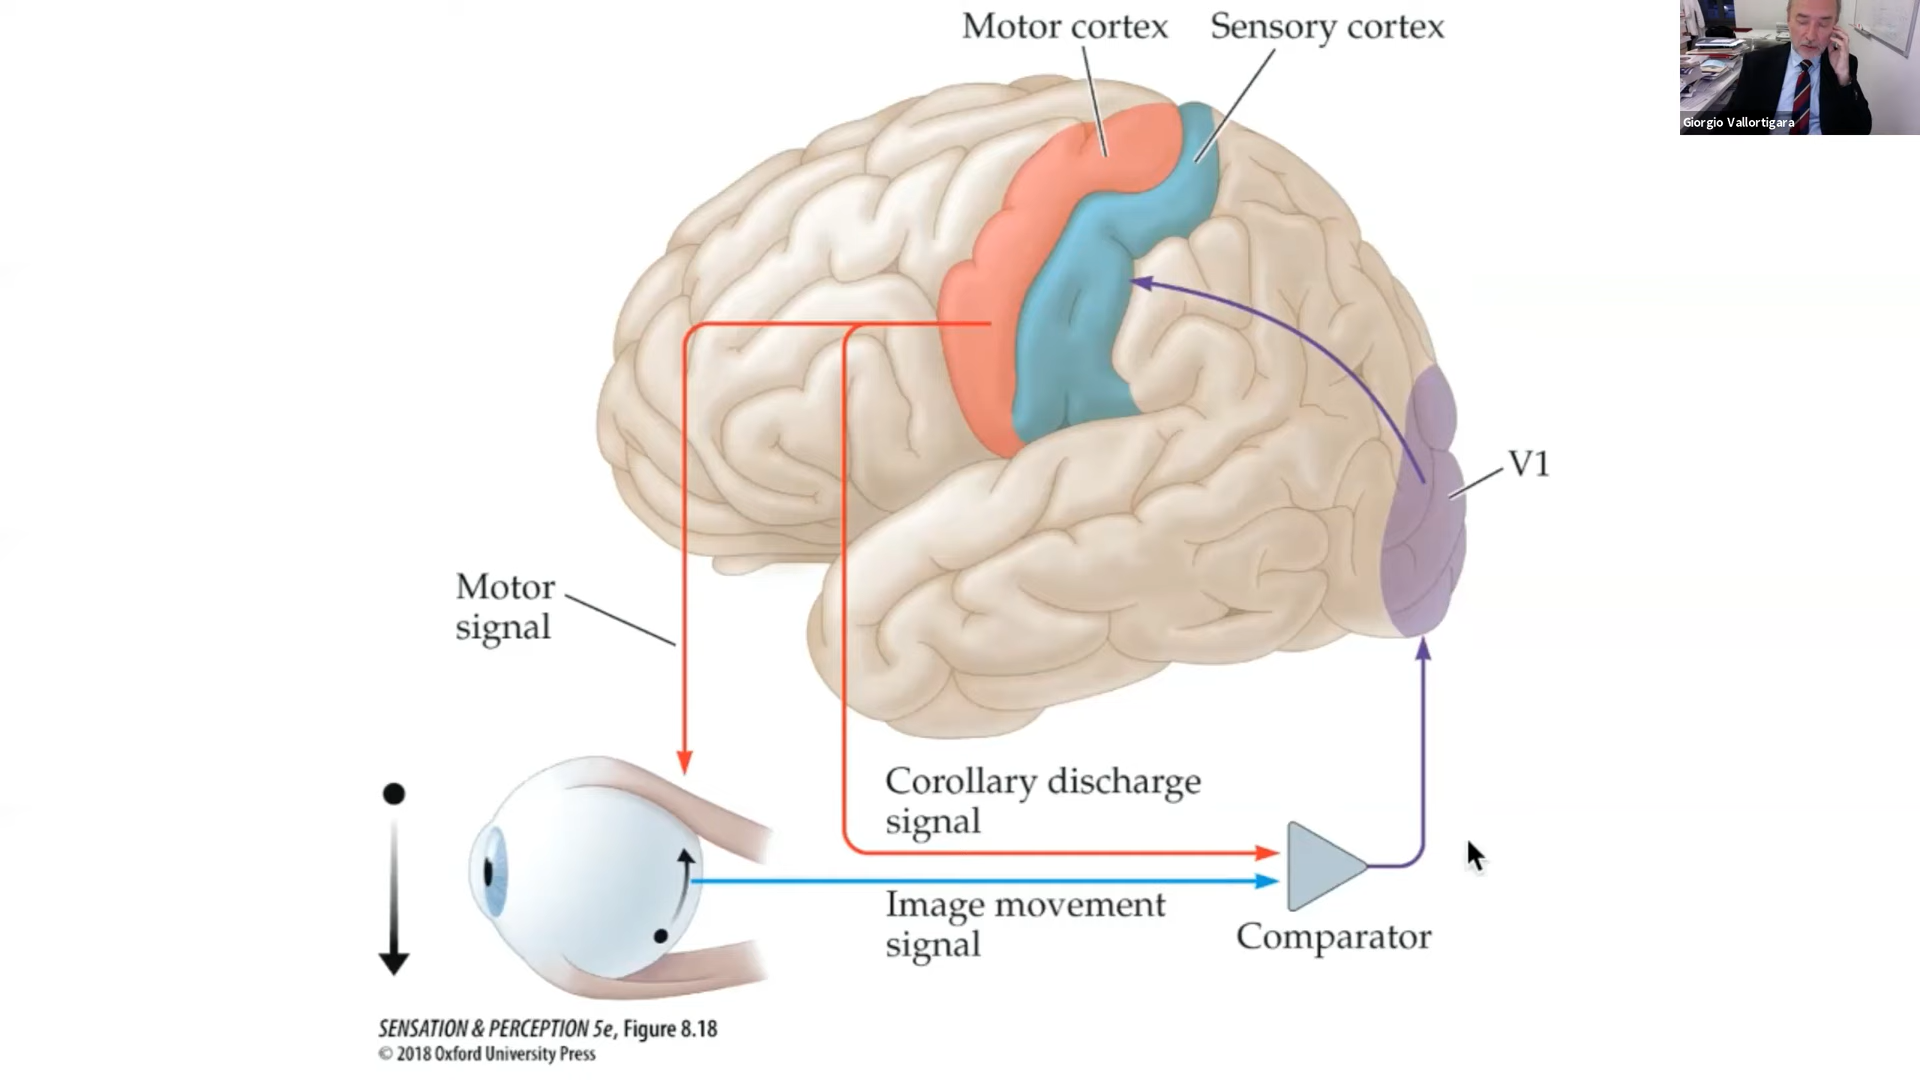 Motor cortex
Sensory cortex
Giorgio Vallortigara
V1
Motor
signal
Corollary discharge
signal
Image movement
signal
Comparator
SENSATION & PERCEPTION 5e, Figure 8.18
© 2018 Oxford University Press